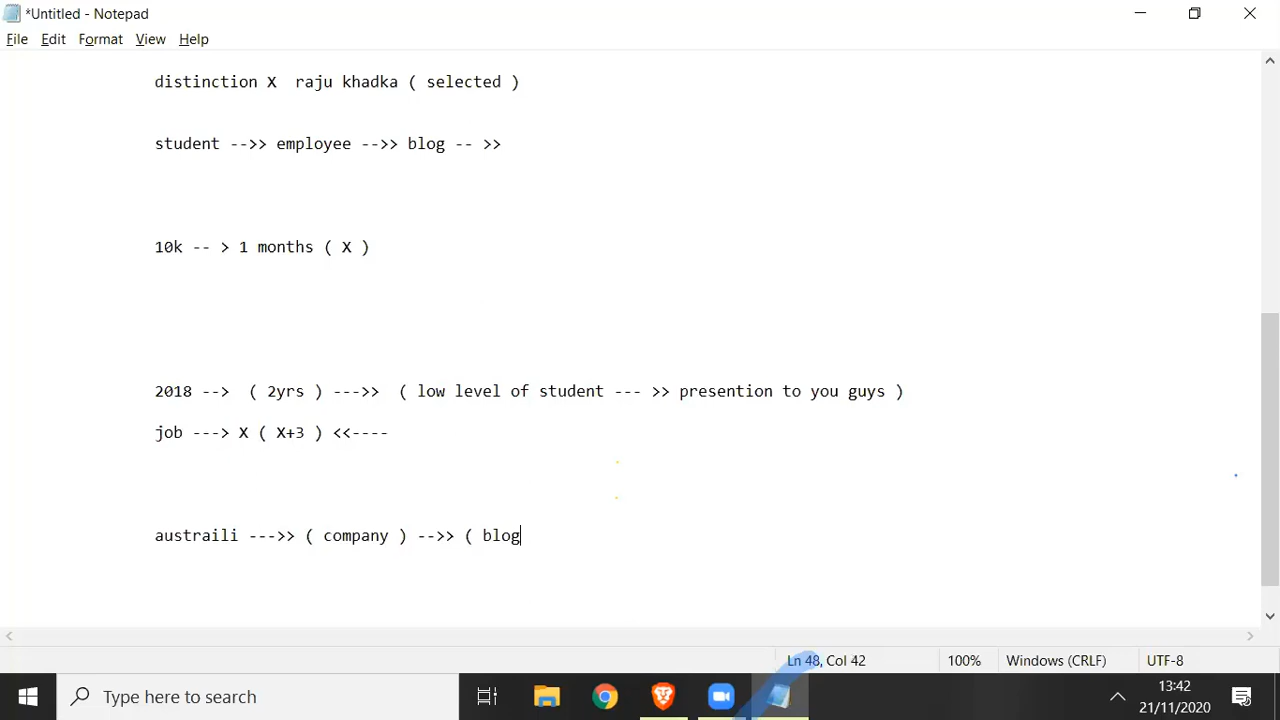 *Untitled - Notepad
File Edit Format View Help
distinction X  raju khadka ( selected )
student -->> employee -->> blog -- >>
10k -- > 1 months ( X )
2018 -->  ( 2yrs ) --->>  ( low level of student --- >> presention to you guys )
job ---> X ( X+3 ) <<----
austraili --->> ( company ) -->> ( blog
Ln 48, Col 42 100% Windows (CRLF) UTF-8
Type here to search
13:42
21/11/2020